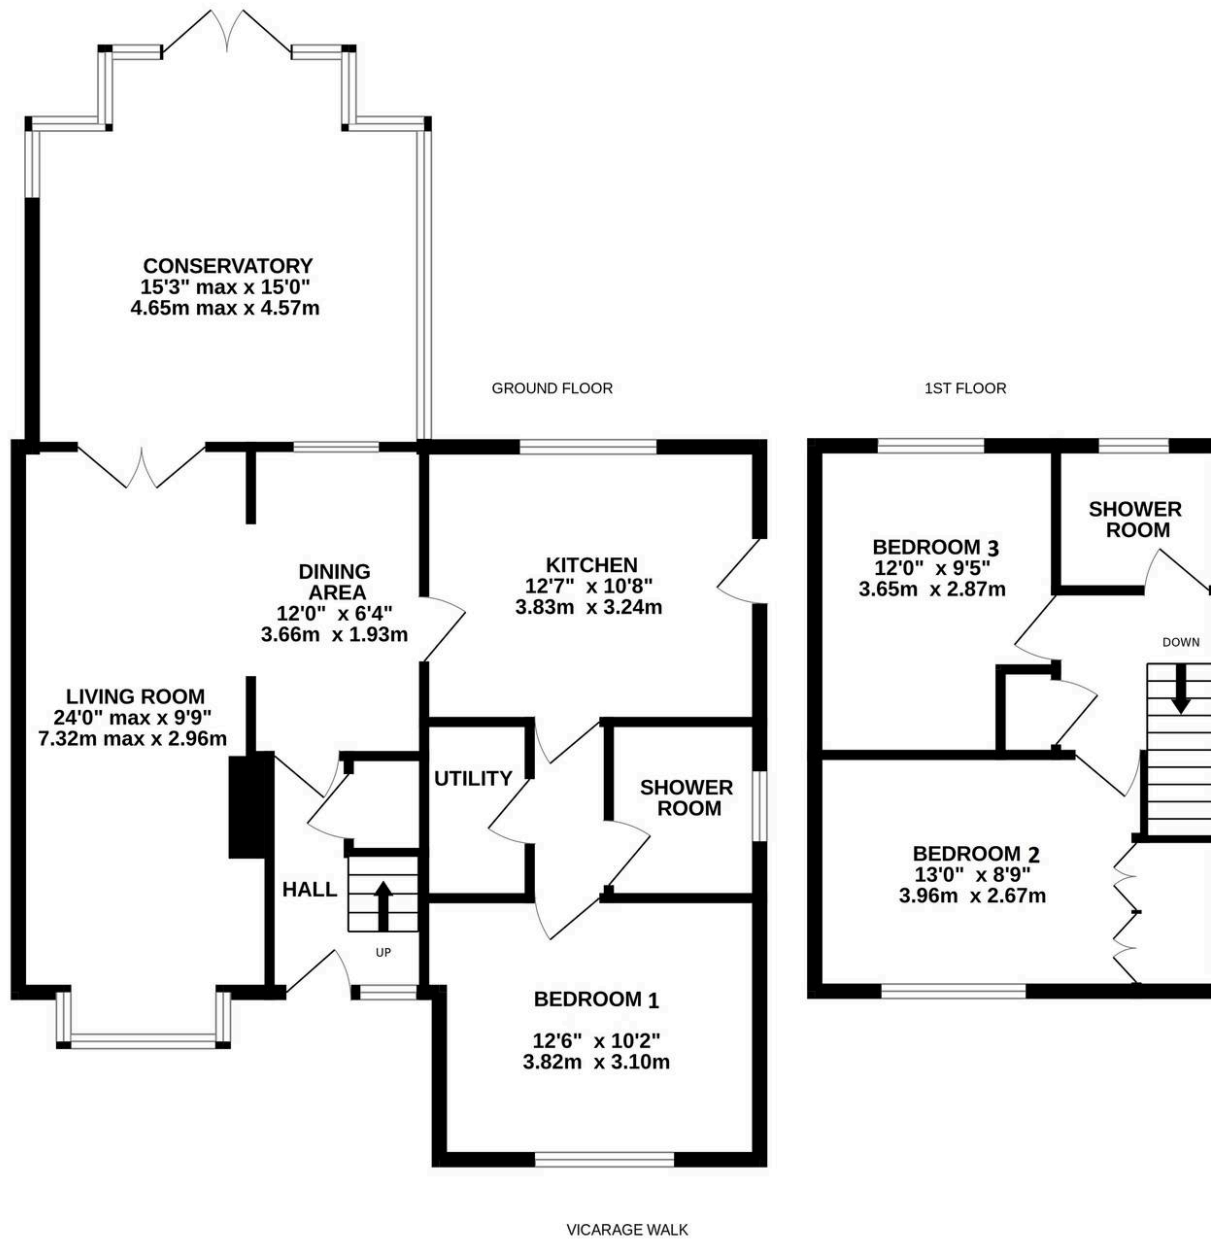 CONSERVATORY
15'3" max x 15'0"
4.65m max x 4.57m
GROUND FLOOR
1ST FLOOR
DINING
AREA
12'0" x 6'4"
3.66m x 1.93m
KITCHEN
12'7" x 10'8"
3.83m x 3.24m
LIVING ROOM
24'0" max x 9'9"
7.32m max x 2.96m
UTILITY
SHOWER
ROOM
HALL
UP
BEDROOM 1
12'6" x 10'2"
3.82m x 3.10m
BEDROOM 3
12'0" x 9'5"
3.65m x 2.87m
SHOWER
ROOM
DOWN
BEDROOM 2
13'0" x 8'9"
3.96m x 2.67m
VICARAGE WALK